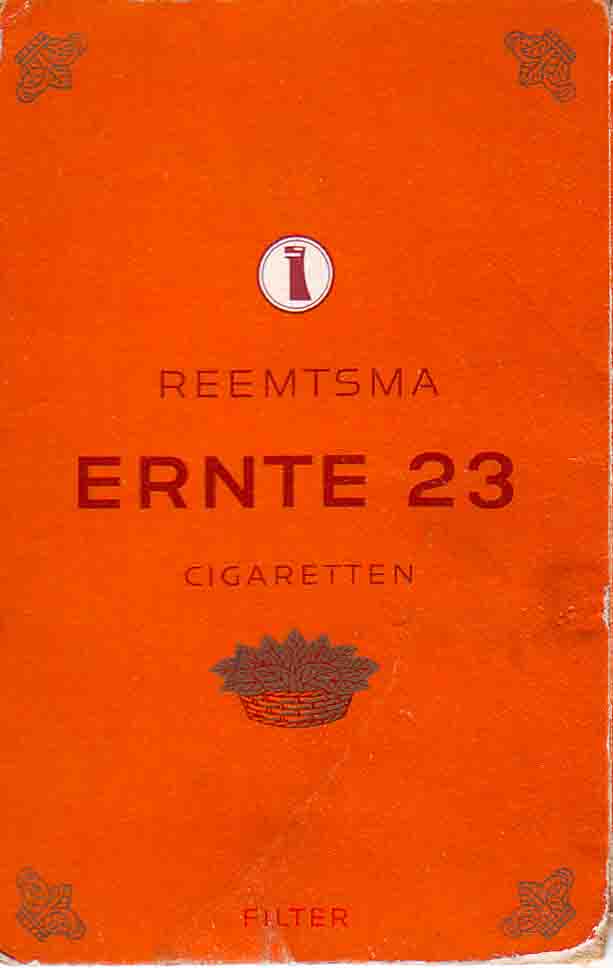 REEMTSMA
ERNTE 23
CIGARETTEN
FILTER